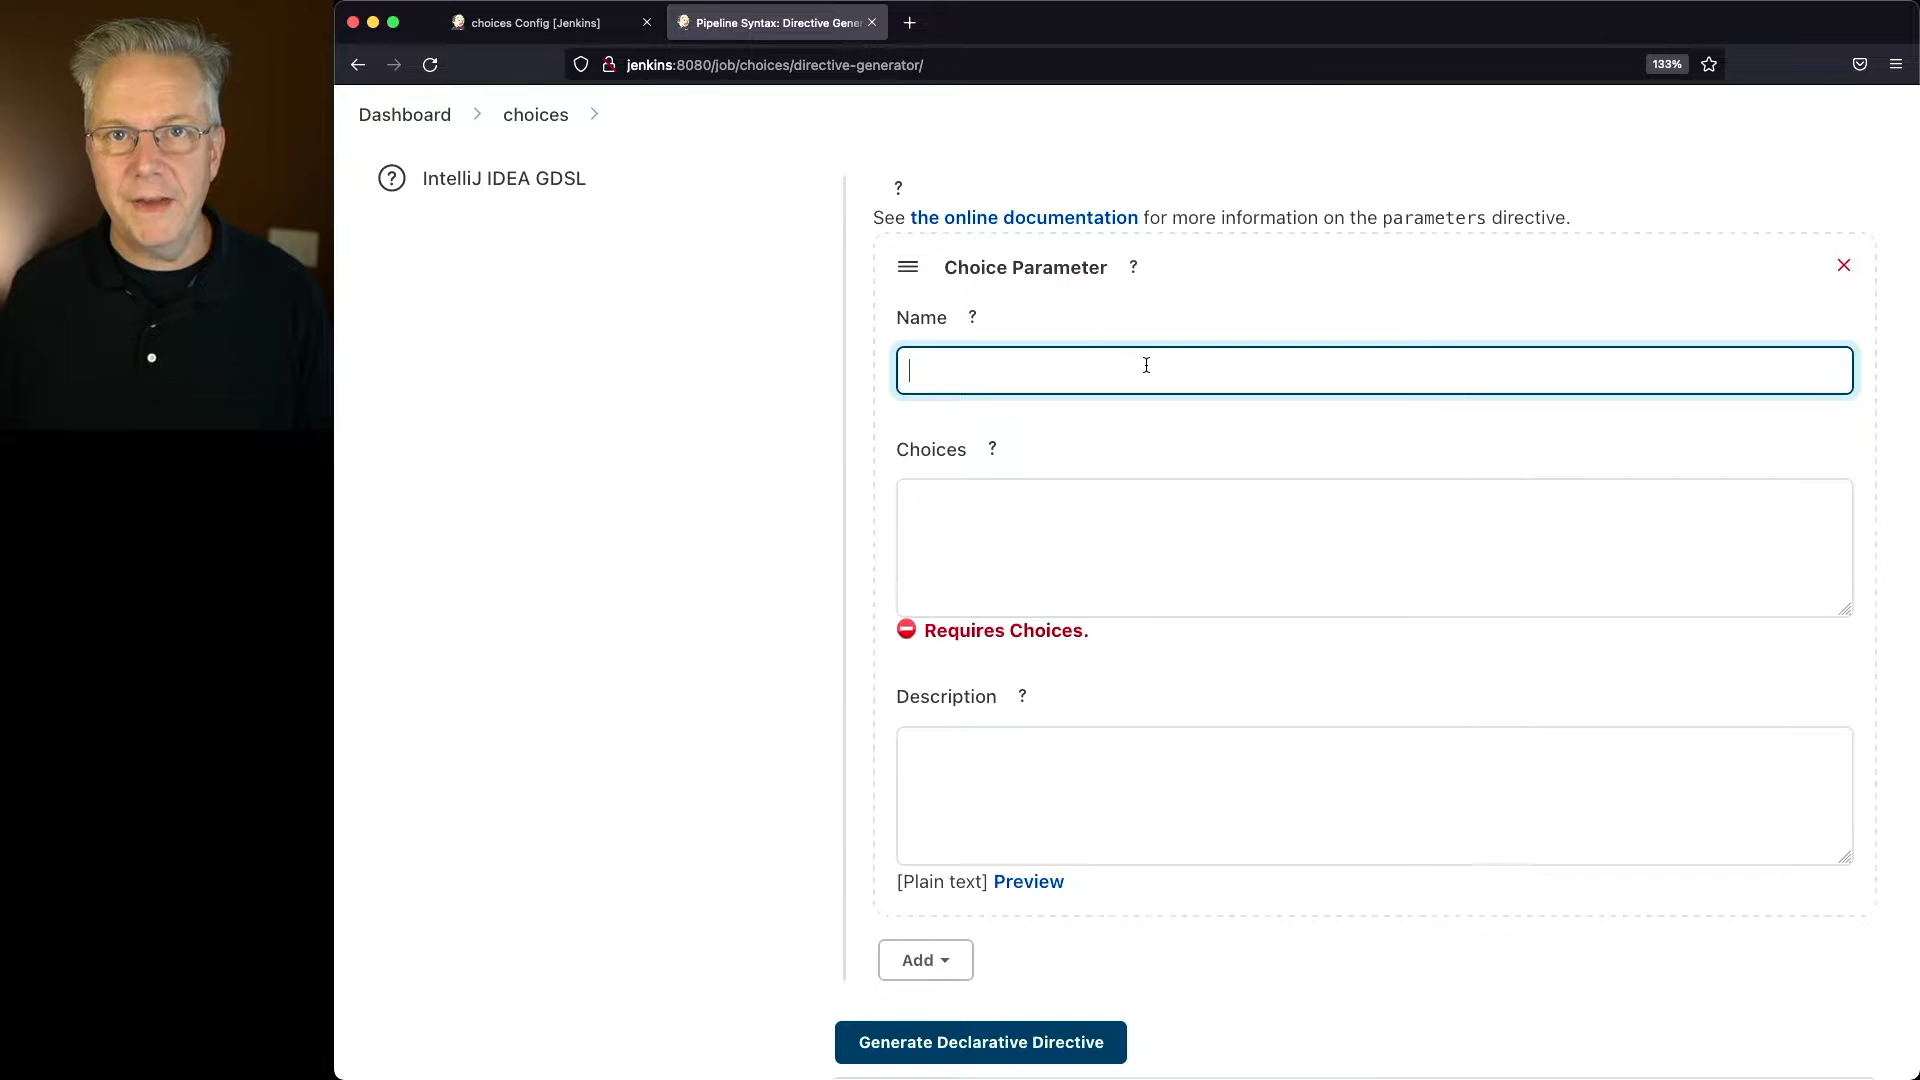 choices Config [Jenkins]
Pipeline Syntax: Directive Gene
jenkins:8080/job/choices/directive-generator/
133%
Dashboard
choices
? IntelliJ IDEA GDSL
?
See the online documentation for more information on the parameters directive.
Choice Parameter ?
Name ?
Choices ?
Requires Choices.
Description ?
[Plain text] Preview
Add
Generate Declarative Directive